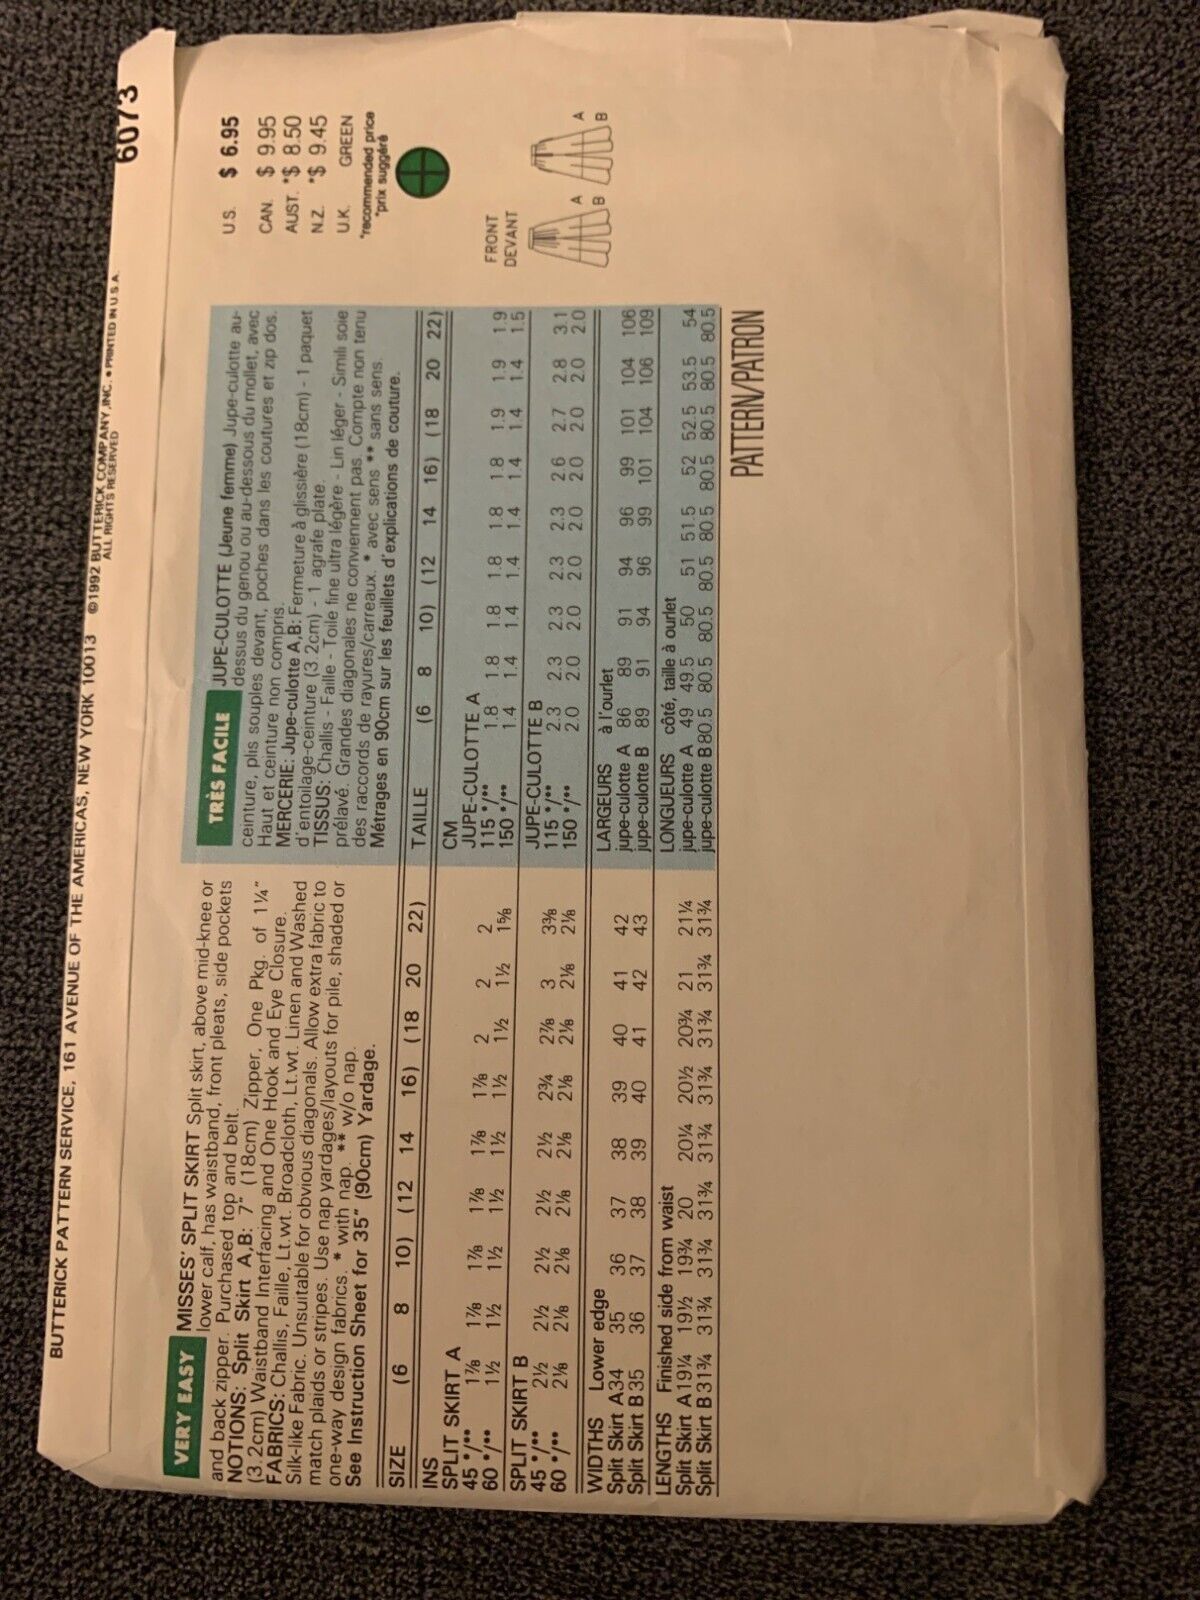 BUTTERICK PATTERN SERVICE, 161 AVENUE OF THE AMERICAS, NEW YORK 10013 ©1992 BUTTERICK COMPANY, INC. • PRINTED IN U.S.A.
ALL RIGHTS RESERVED
6073
VERY EASY MISSES' SPLIT SKIRT Split skirt, above mid-knee or
lower calf, has waistband, front pleats, side pockets
and back zipper. Purchased top and belt.
NOTIONS: Split Skirt A,B: 7" (18cm) Zipper, One Pkg. of 1¼"
(3.2cm) Waistband Interfacing and One Hook and Eye Closure.
FABRICS: Challis, Faille, Lt.wt. Broadcloth, Lt.wt. Linen and Washed
Silk-like Fabric. Unsuitable for obvious diagonals. Allow extra fabric to
match plaids or stripes. Use nap yardages/layouts for pile, shaded or
one-way design fabrics. * with nap. ** w/o nap.
See Instruction Sheet for 35" (90cm) Yardage.
SIZE (6 8 10) (12 14 16) (18 20 22)
INS
SPLIT SKIRT A
45 */** 1⅞ 1⅞ 1⅞ 1⅞ 1⅞ 1⅞ 2 2 2
60 */** 1½ 1½ 1½ 1½ 1½ 1½ 1½ 1½ 1⅝
SPLIT SKIRT B
45 */** 2½ 2½ 2½ 2½ 2½ 2¾ 2⅞ 3 3⅜
60 */** 2⅛ 2⅛ 2⅛ 2⅛ 2⅛ 2⅛ 2⅛ 2⅛ 2⅛
WIDTHS Lower edge
Split Skirt A 34 35 36 37 38 39 40 41 42
Split Skirt B 35 36 37 38 39 40 41 42 43
LENGTHS Finished side from waist
Split Skirt A 19¼ 19½ 19¾ 20 20¼ 20½ 20¾ 21 21¼
Split Skirt B 31¾ 31¾ 31¾ 31¾ 31¾ 31¾ 31¾ 31¾ 31¾
TRÈS FACILE JUPE-CULOTTE (Jeune femme) Jupe-culotte au-
dessus du genou ou au-dessous du mollet, avec
ceinture, plis souples devant, poches dans les coutures et zip dos.
Haut et ceinture non compris.
MERCERIE: Jupe-culotte A,B: Fermeture à glissière (18cm) - 1 paquet
d'entoilage-ceinture (3.2cm) - 1 agrafe plate.
TISSUS: Challis - Faille - Toile fine ultra légère - Lin léger - Simili soie
prélavé. Grandes diagonales ne conviennent pas. Compte non tenu
des raccords de rayures/carreaux. * avec sens ** sans sens.
Métrages en 90cm sur les feuillets d'explications de couture.
TAILLE (6 8 10) (12 14 16) (18 20 22)
CM
JUPE-CULOTTE A
115 */** 1.8 1.8 1.8 1.8 1.8 1.8 1.9 1.9 1.9
150 */** 1.4 1.4 1.4 1.4 1.4 1.4 1.4 1.4 1.5
JUPE-CULOTTE B
115 */** 2.3 2.3 2.3 2.3 2.3 2.6 2.7 2.8 3.1
150 */** 2.0 2.0 2.0 2.0 2.0 2.0 2.0 2.0 2.0
LARGEURS à l'ourlet
jupe-culotte A 86 89 91 94 96 99 101 104 106
jupe-culotte B 89 91 94 96 99 101 104 106 109
LONGUEURS côté, taille à ourlet
jupe-culotte A 49 49.5 50 51 51.5 52 52.5 53.5 54
jupe-culotte B 80.5 80.5 80.5 80.5 80.5 80.5 80.5 80.5 80.5
U.S. $ 6.95
CAN. $ 9.95
AUST. *$ 8.50
N.Z. *$ 9.45
U.K. GREEN
*recommended price
*prix suggéré
FRONT
DEVANT
A
B
A
B
PATTERN/PATRON